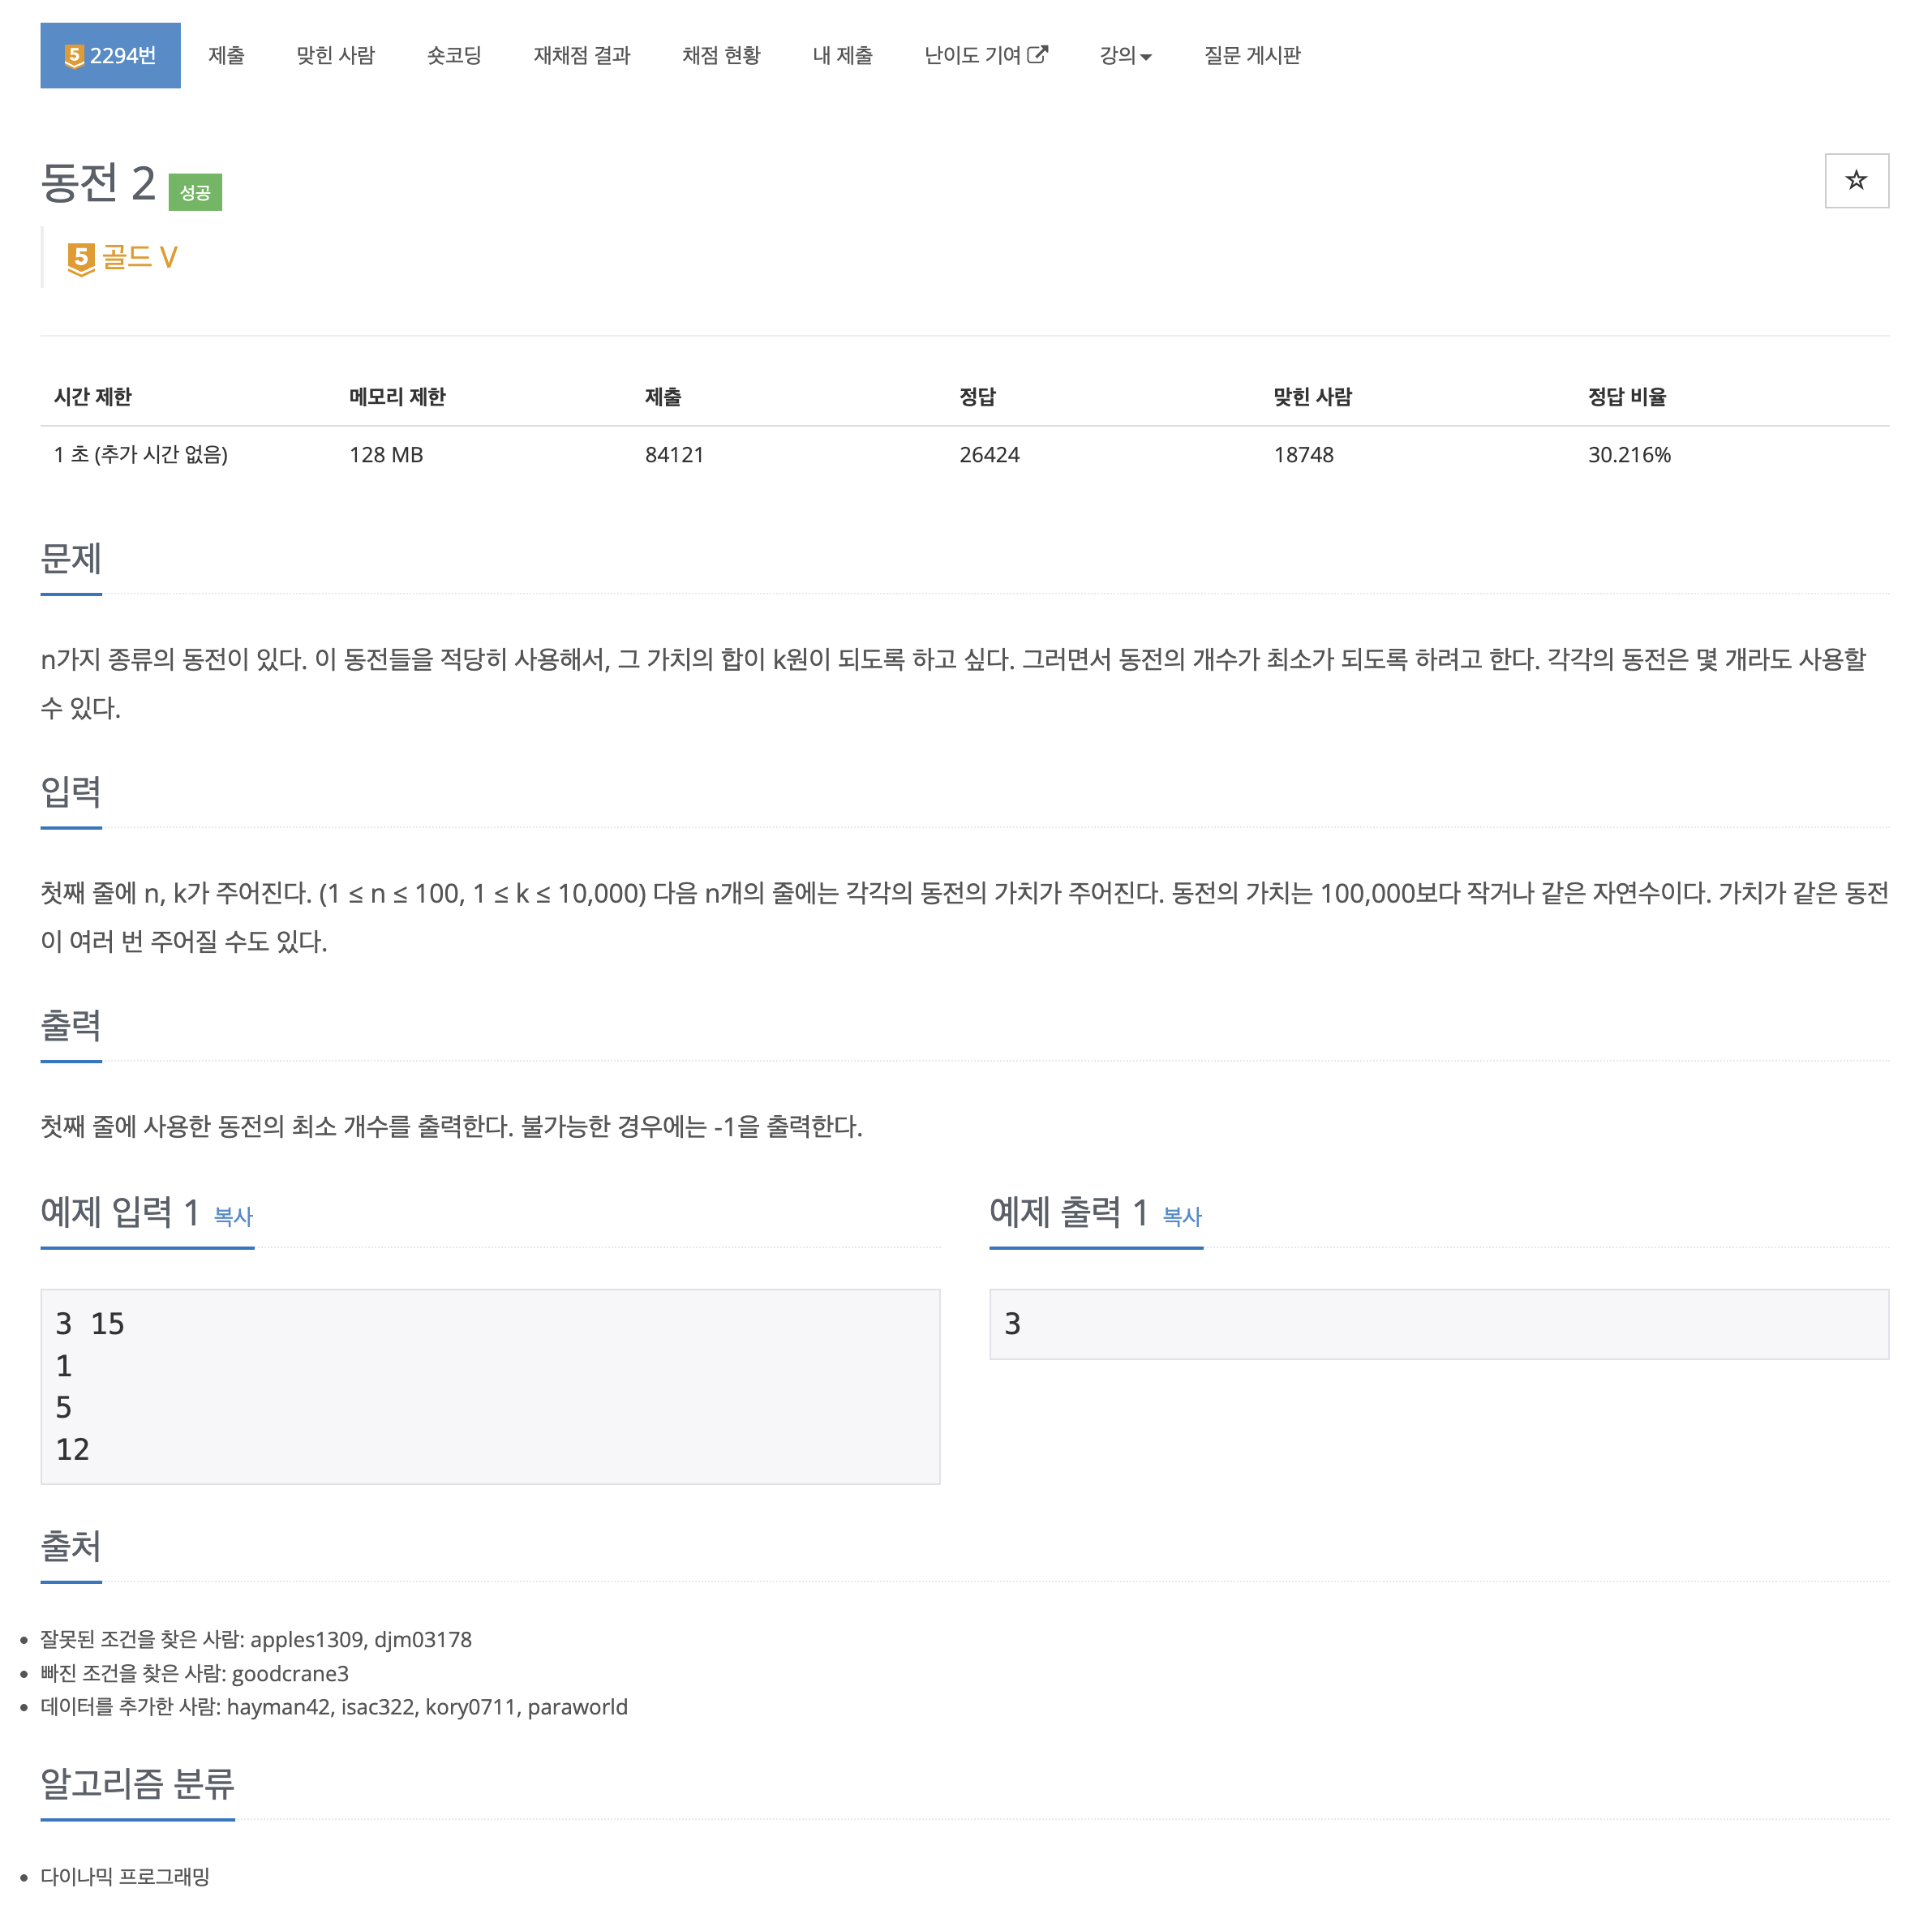 5 2294번 제출 맞힌 사람 숏코딩 재채점 결과 채점 현황 내 제출 난이도 기여 강의 질문 게시판
동전 2 성공
5 골드 V
시간 제한 메모리 제한 제출 정답 맞힌 사람 정답 비율
1 초 (추가 시간 없음) 128 MB 84121 26424 18748 30.216%
문제
n가지 종류의 동전이 있다. 이 동전들을 적당히 사용해서, 그 가치의 합이 k원이 되도록 하고 싶다. 그러면서 동전의 개수가 최소가 되도록 하려고 한다. 각각의 동전은 몇 개라도 사용할
수 있다.
입력
첫째 줄에 n, k가 주어진다. (1 ≤ n ≤ 100, 1 ≤ k ≤ 10,000) 다음 n개의 줄에는 각각의 동전의 가치가 주어진다. 동전의 가치는 100,000보다 작거나 같은 자연수이다. 가치가 같은 동전
이 여러 번 주어질 수도 있다.
출력
첫째 줄에 사용한 동전의 최소 개수를 출력한다. 불가능한 경우에는 -1을 출력한다.
예제 입력 1 복사
3 15
1
5
12
예제 출력 1 복사
3
출처
잘못된 조건을 찾은 사람: apples1309, djm03178
빠진 조건을 찾은 사람: goodcrane3
데이터를 추가한 사람: hayman42, isac322, kory0711, paraworld
알고리즘 분류
다이나믹 프로그래밍